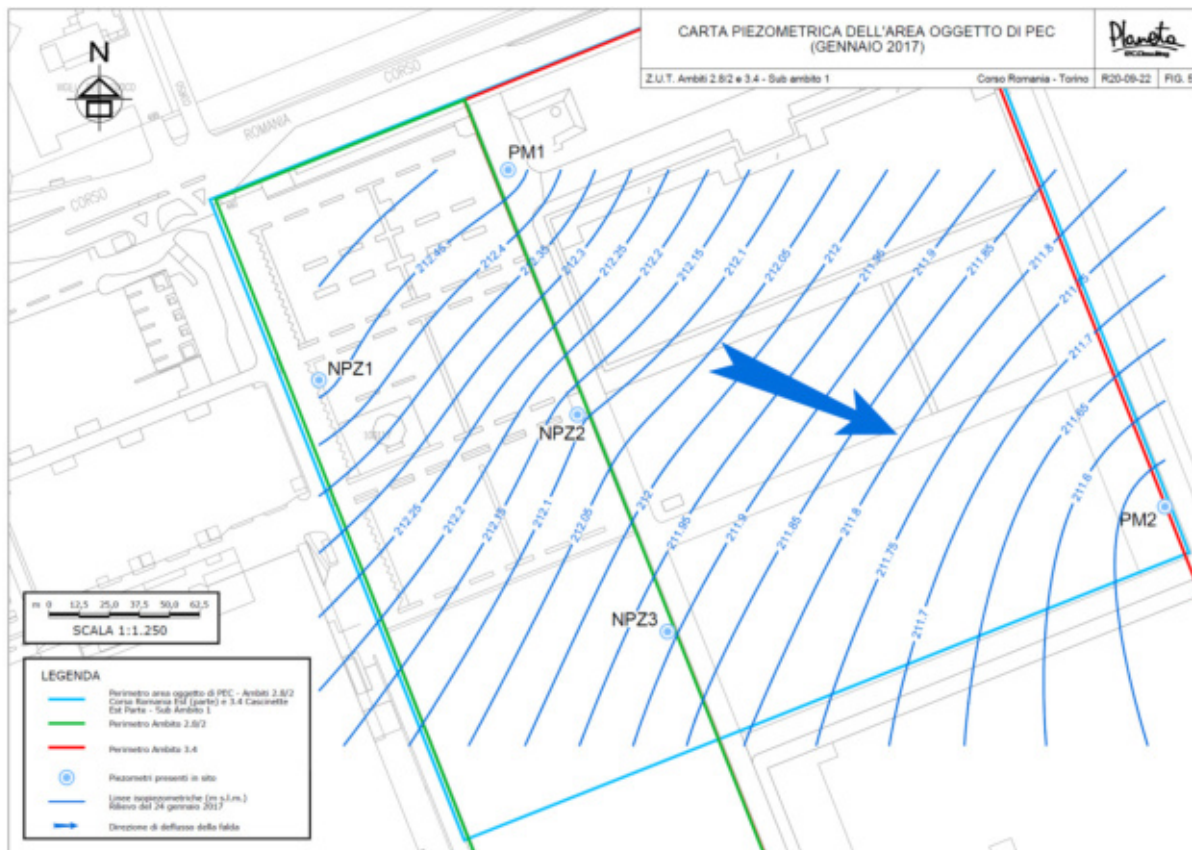 CARTA PIEZOMETRICA DELL'AREA OGGETTO DI PEC
(GENNAIO 2017)
Planeta
Z.U.T. Ambiti 2.8/2 e 3.4 - Sub ambito 1
Corso Romania - Torino
R20-09-22
FIG. 5
N
CORSO
ROMANIA
CORSO
PM1
212.45
212.4
212.35
212.3
212.25
212.2
212.15
212.1
212.05
212
211.95
211.9
211.85
211.8
211.75
211.7
211.65
211.6
NPZ1
NPZ2
PM2
212.25
212.2
212.15
212.1
212.05
212
211.95
211.9
211.85
211.8
211.75
211.7
NPZ3
m 0 12,5 25,0 37,5 50,0 62,5
SCALA 1:1.250
LEGENDA
Perimetro area oggetto di PEC - Ambiti 2.8/2
Corso Romania Est (parte) e 3.4 Cascinette
Est Parte - Sub Ambito 1
Perimetro Ambito 2.8/2
Perimetro Ambito 3.4
Piezometri presenti in sito
Linee isopiezometriche (m s.l.m.)
Rilievo del 24 gennaio 2017
Direzione di deflusso della falda